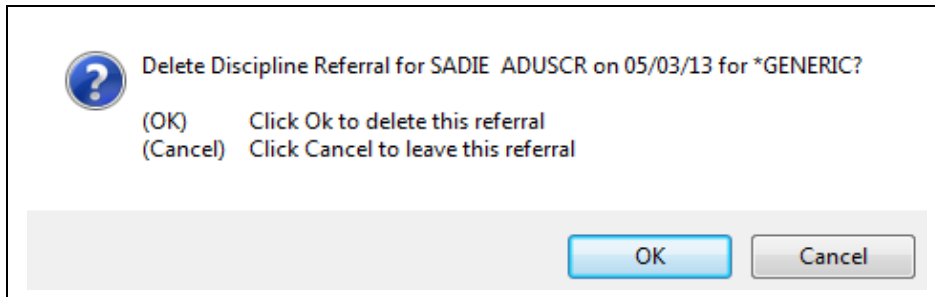 Delete Discipline Referral for SADIE  ADUSCR on 05/03/13 for *GENERIC?
(OK) Click Ok to delete this referral
(Cancel) Click Cancel to leave this referral
OK Cancel